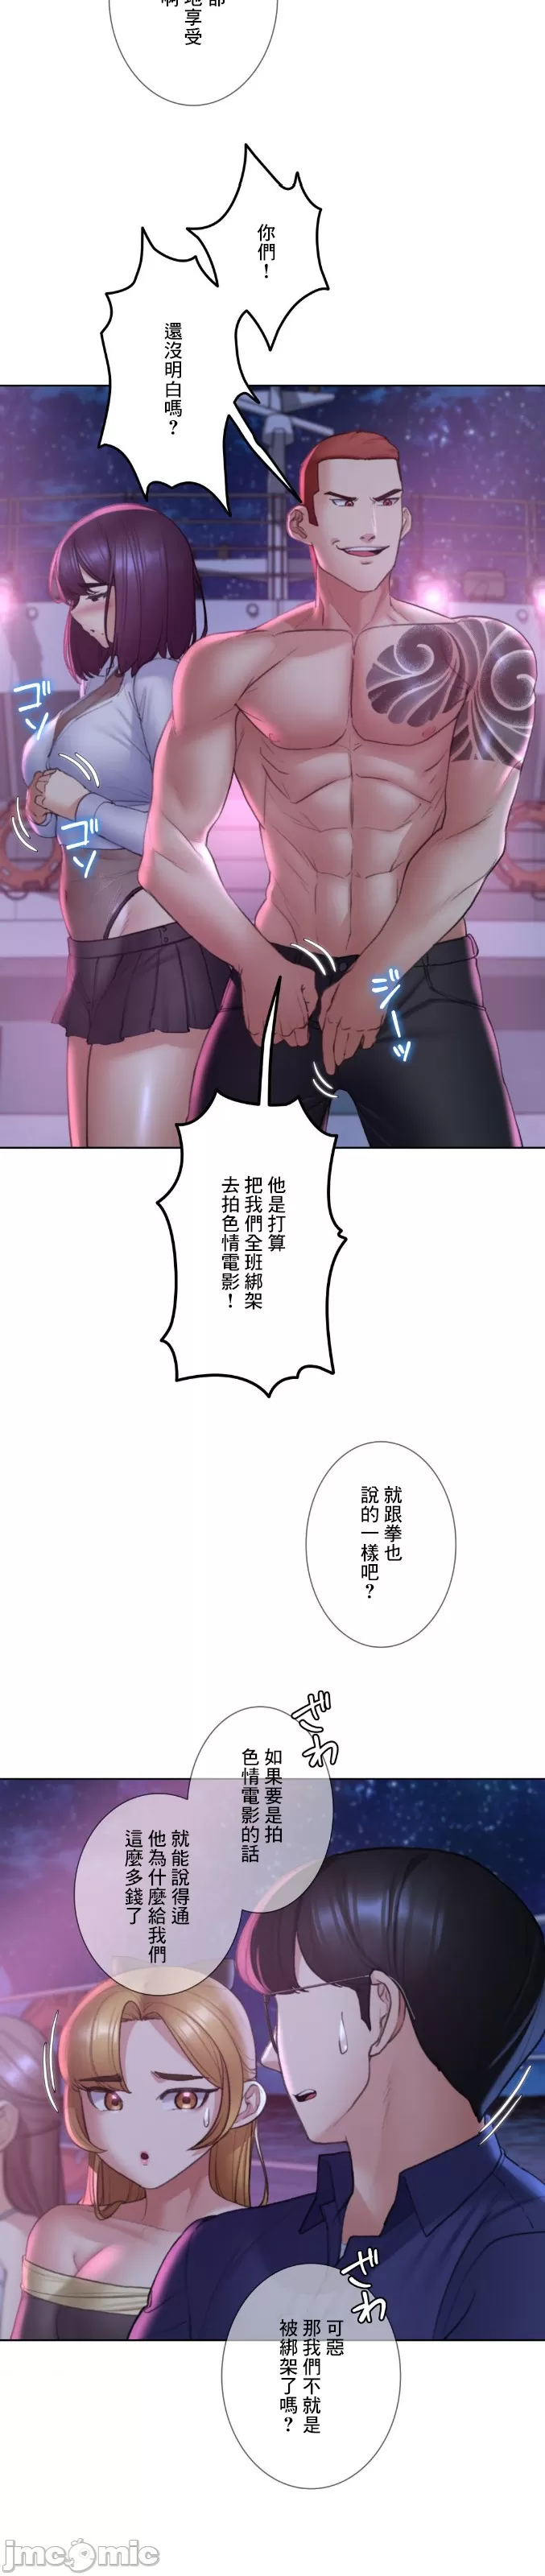 地享受
你們！
還沒明白嗎？
ゴソ
ゴソ
ジーッ
他是打算
把我們全班綁架
去拍色情電影！
就跟拳也
說的一樣吧？
ざわ
如果要是拍
色情電影的話
就能說得通
他為什麼給我們
這麼多錢了
ざわ
可惡
那我們不就是
被綁架了嗎？
jmcomic